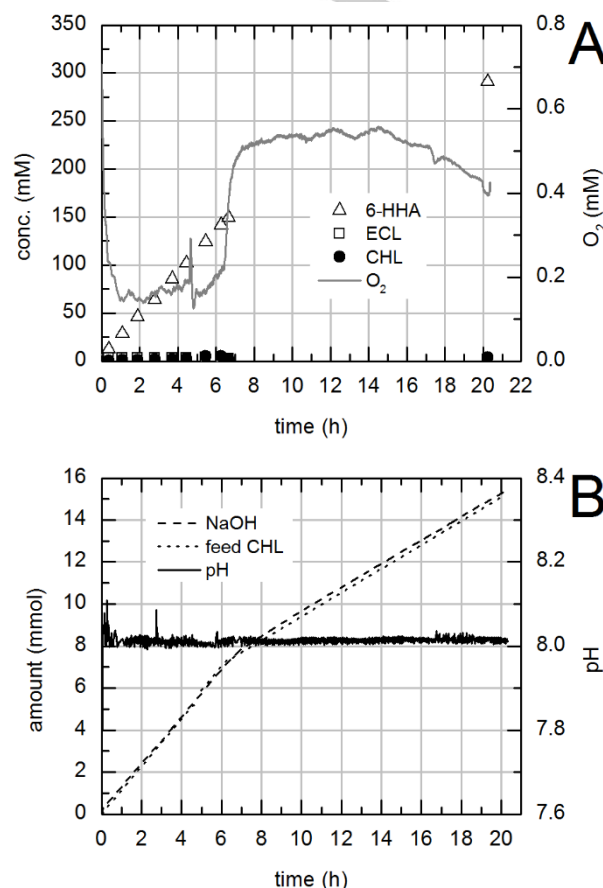 A
350
300
250
200
150
100
50
0
conc. (mM)
0.8
0.6
0.4
0.2
0.0
O₂ (mM)
6-HHA
ECL
CHL
O₂
0 2 4 6 8 10 12 14 16 18 20 22
time (h)
B
16
14
12
10
8
6
4
2
0
amount (mmol)
8.4
8.2
8.0
7.8
7.6
pH
NaOH
feed CHL
pH
0 2 4 6 8 10 12 14 16 18 20
time (h)